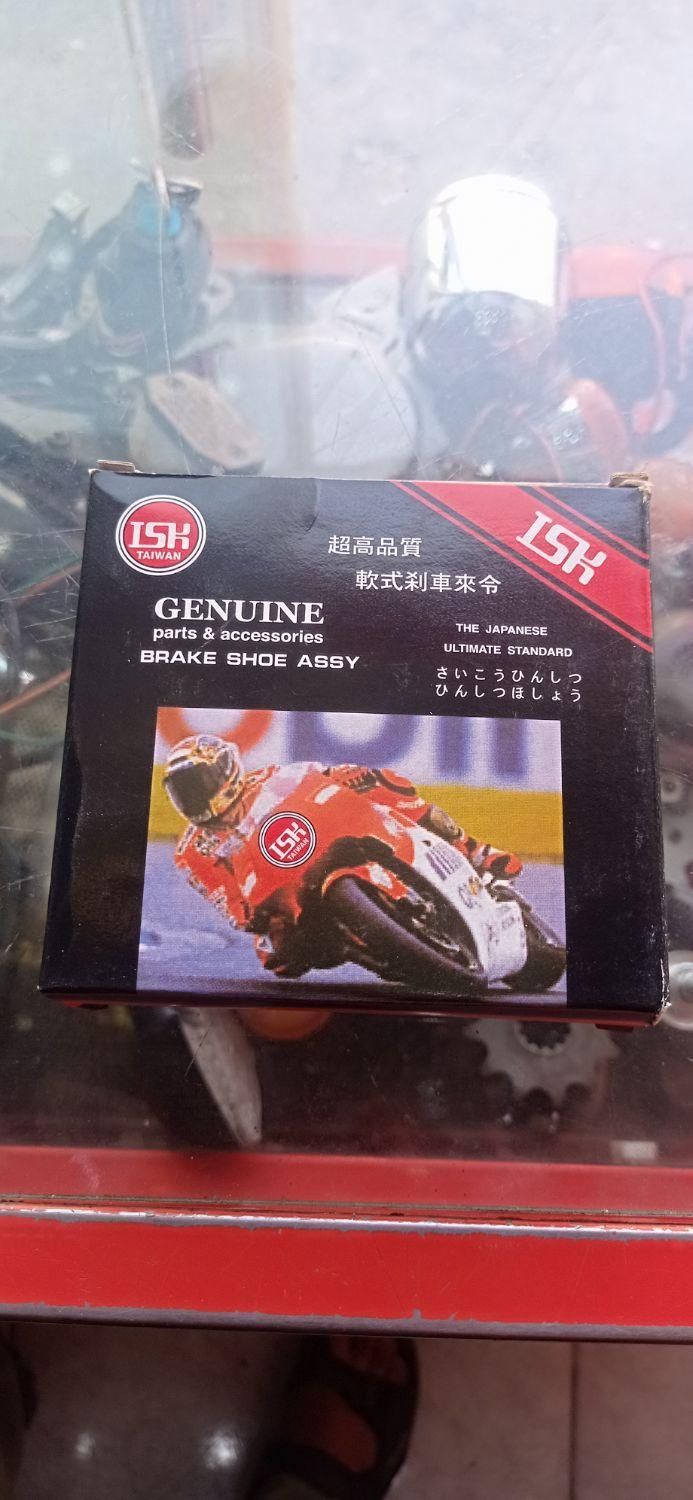 ISK
TAIWAN
超高品質
軟式剎車來令
ISK
GENUINE
parts & accessories
BRAKE SHOE ASSY
THE JAPANESE
ULTIMATE STANDARD
さいこうひんしつ
ひんしつほしょう
ISK
TAIWAN